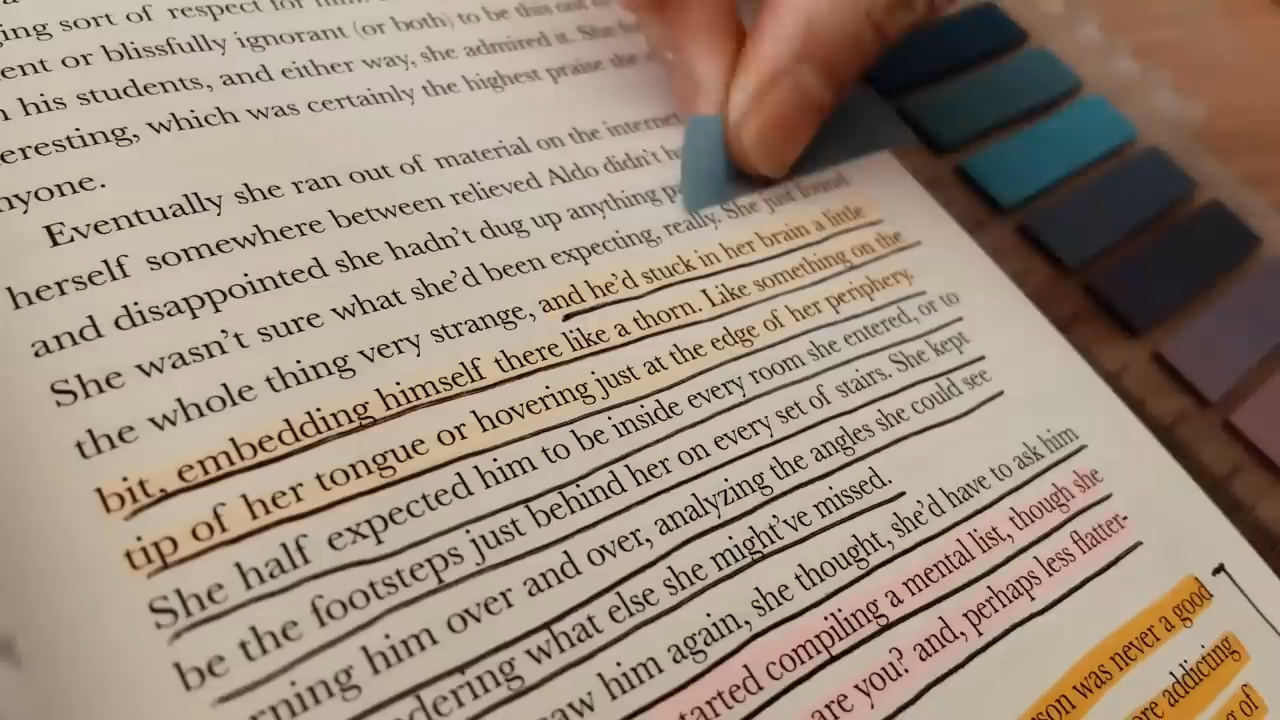 ing sort of respect for him.
ent or blissfully ignorant (or both) to be this
his students, and either way, she admired it. She
eresting, which was certainly the highest praise she
nyone.
Eventually she ran out of material on the internet
herself somewhere between relieved Aldo didn't
and disappointed she hadn't dug up anything
She wasn't sure what she'd been expecting, really. She just found
the whole thing very strange, and he'd stuck in her brain a little
bit, embedding himself there like a thorn. Like something on the
tip of her tongue or hovering just at the edge of her periphery.
She half expected him to be inside every room she entered, or to
be the footsteps just behind her on every set of stairs. She kept
rning him over and over, analyzing the angles she could see
dering what else she might've missed.
aw him again, she thought, she'd have to ask him
tarted compiling a mental list, though she
are you? and, perhaps less flatter-
son was never a good
re addicting
or of